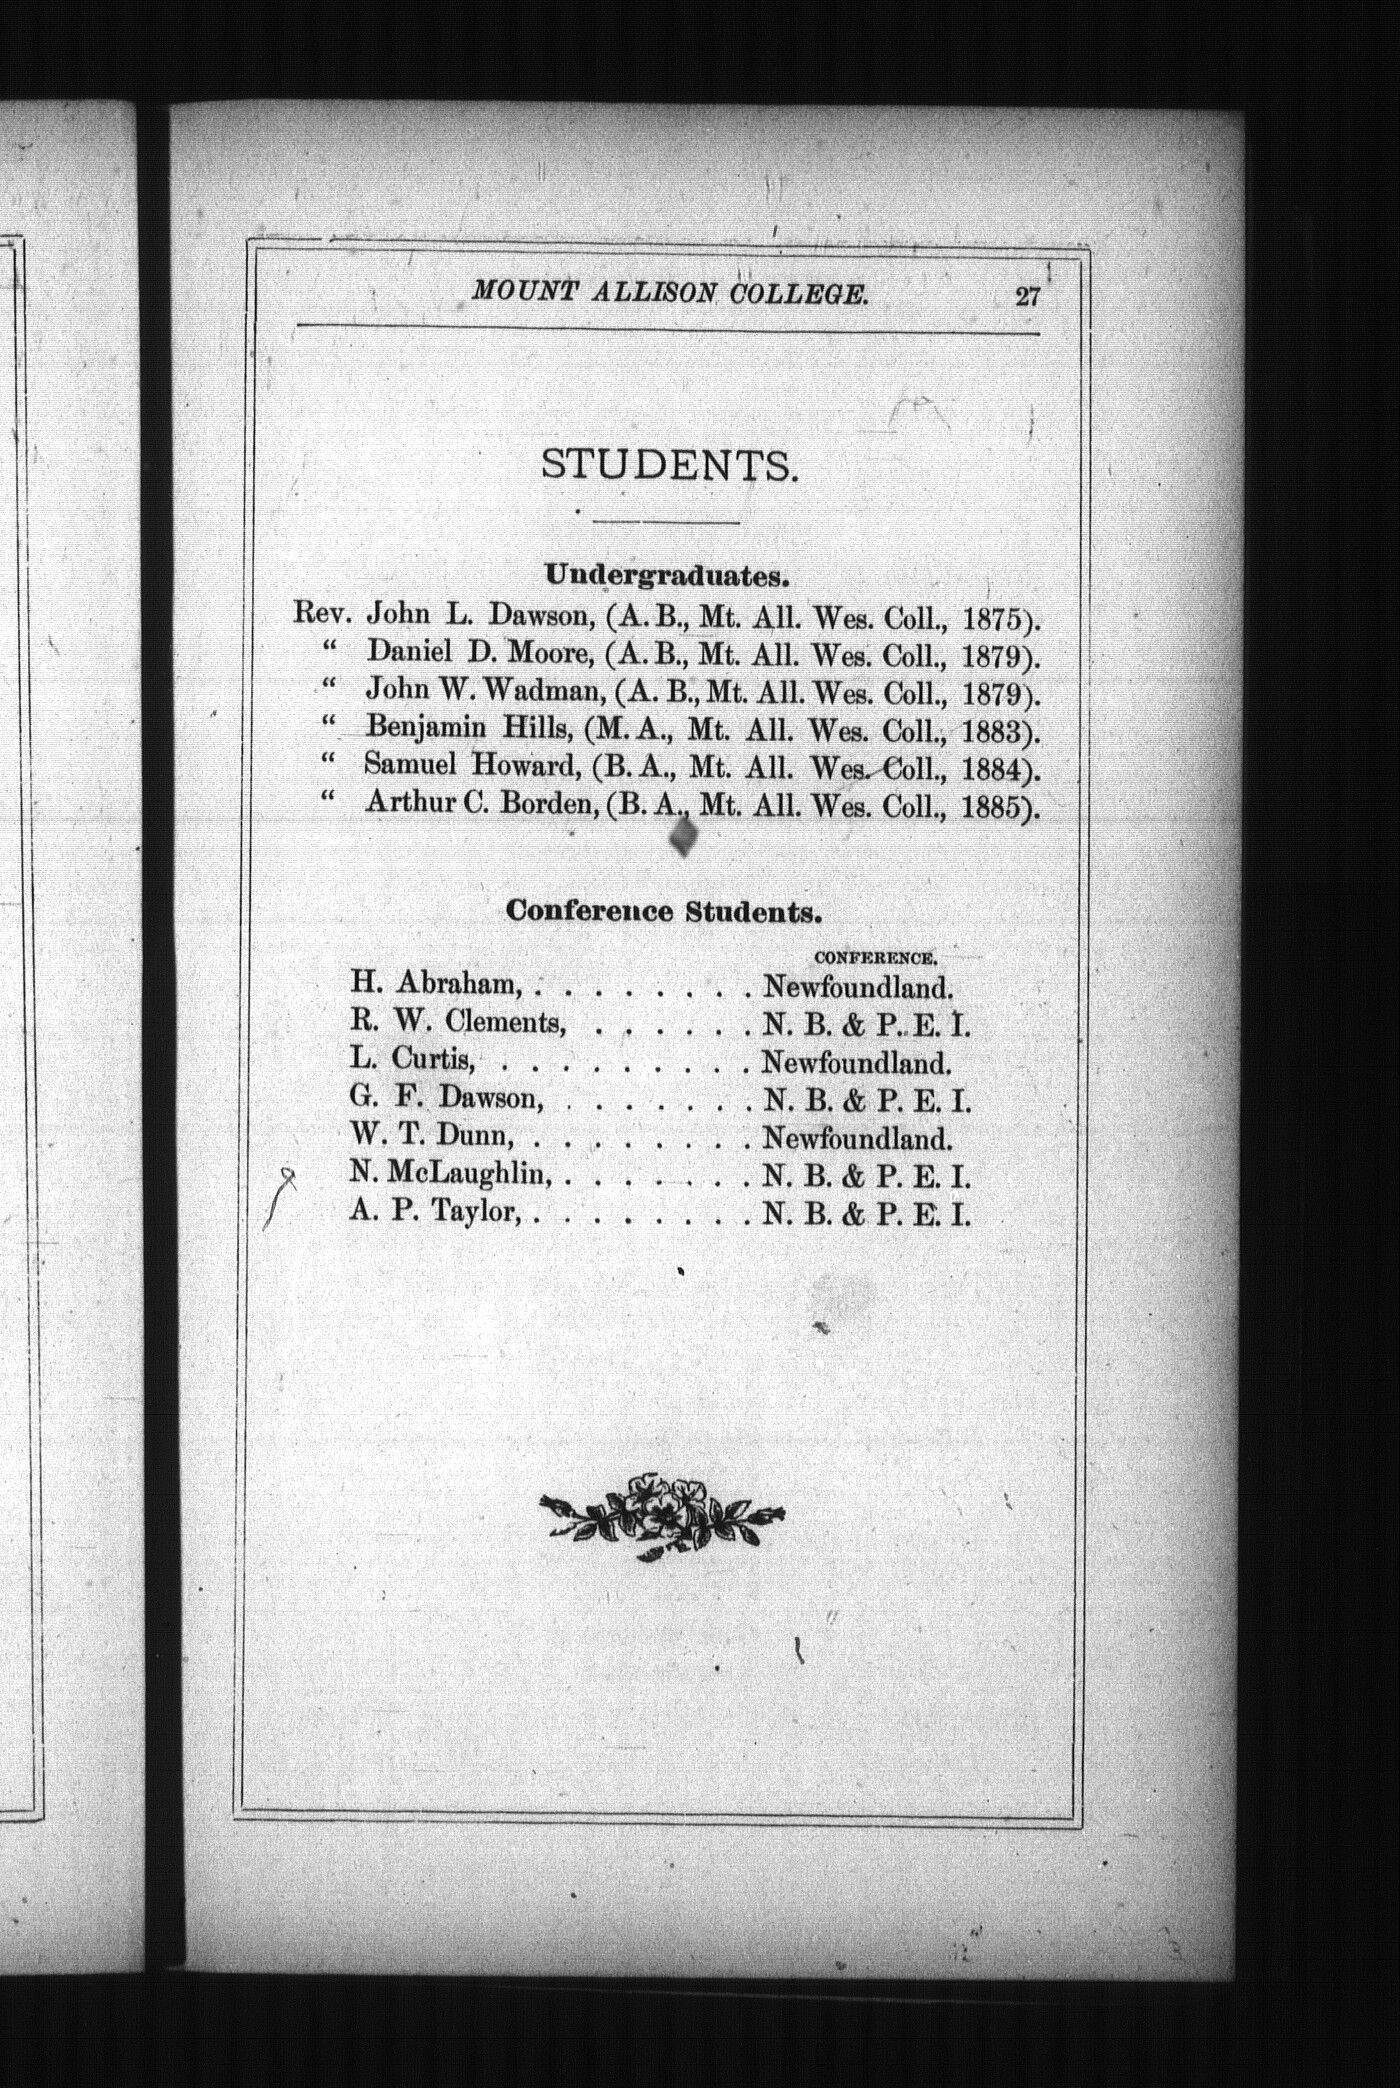 MOUNT ALLISON COLLEGE. 27
STUDENTS.
Undergraduates.
Rev. John L. Dawson, (A. B., Mt. All. Wes. Coll., 1875).
“ Daniel D. Moore, (A. B., Mt. All. Wes. Coll., 1879).
“ John W. Wadman, (A. B., Mt. All. Wes. Coll., 1879).
“ Benjamin Hills, (M. A., Mt. All. Wes. Coll., 1883).
“ Samuel Howard, (B. A., Mt. All. Wes. Coll., 1884).
“ Arthur C. Borden, (B. A., Mt. All. Wes. Coll., 1885).
Conference Students.
CONFERENCE.
H. Abraham, . . . . . . . . Newfoundland.
R. W. Clements, . . . . . . N. B. & P. E. I.
L. Curtis, . . . . . . . . . Newfoundland.
G. F. Dawson, . . . . . . . N. B. & P. E. I.
W. T. Dunn, . . . . . . . . Newfoundland.
N. McLaughlin, . . . . . . . N. B. & P. E. I.
A. P. Taylor, . . . . . . . . N. B. & P. E. I.